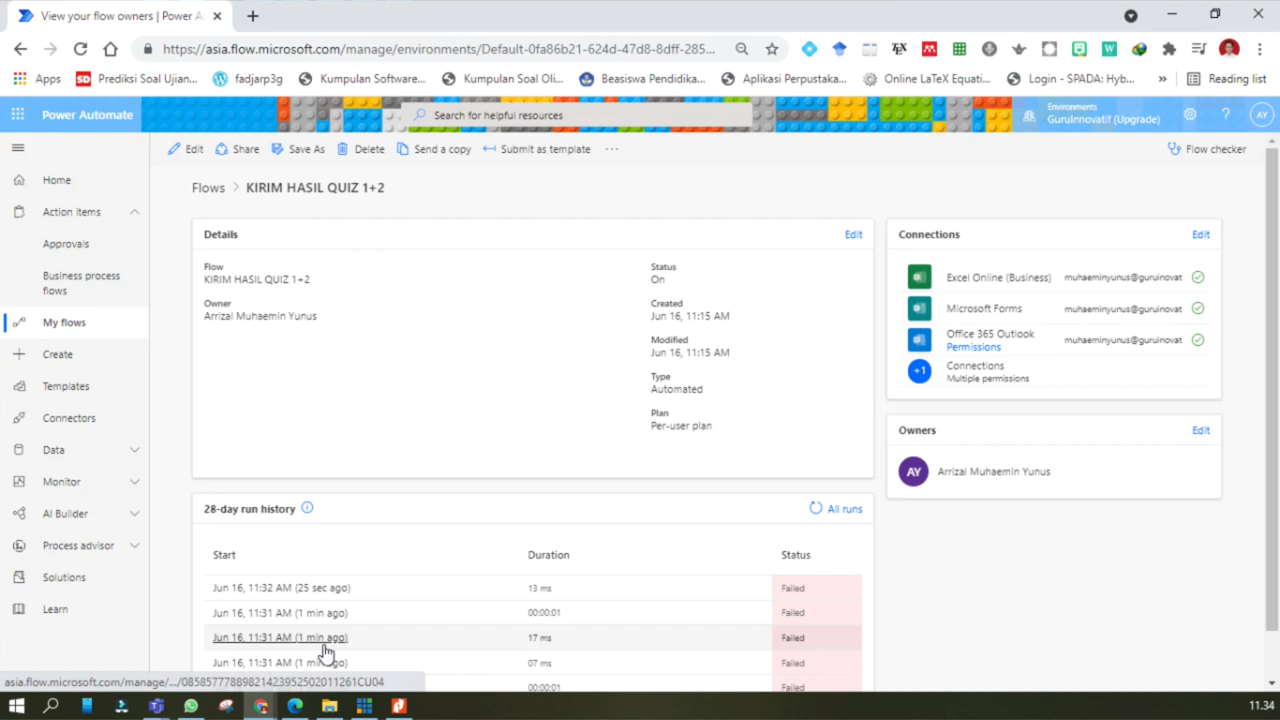 View your flow owners | Power A
https://asia.flow.microsoft.com/manage/environments/Default-0fa86b21-624d-47d8-8dff-285...
Apps
Prediksi Soal Ujian...
fadjarp3g
Kumpulan Software...
Kumpulan Soal Oli...
Beasiswa Pendidika...
Aplikasi Perpustaka...
Online LaTeX Equati...
Login - SPADA: Hyb...
»
Reading list
Power Automate
Search for helpful resources
Environments
GuruInnovatif (Upgrade)
?
AY
Edit
Share
Save As
Delete
Send a copy
Submit as template
...
Flow checker
Home
Action items
Approvals
Business process
flows
My flows
Create
Templates
Connectors
Data
Monitor
AI Builder
Process advisor
Solutions
Learn
Flows > KIRIM HASIL QUIZ 1+2
Details
Edit
Flow
KIRIM HASIL QUIZ 1+2
Owner
Arrizal Muhaemin Yunus
Status
On
Created
Jun 16, 11:15 AM
Modified
Jun 16, 11:15 AM
Type
Automated
Plan
Per-user plan
Connections
Edit
Excel Online (Business) muhaeminyunus@guruinovat
Microsoft Forms muhaeminyunus@guruinovat
Office 365 Outlook muhaeminyunus@guruinovat
Permissions
+1
Connections
Multiple permissions
Owners
Edit
AY
Arrizal Muhaemin Yunus
28-day run history
All runs
Start Duration Status
Jun 16, 11:32 AM (25 sec ago) 13 ms Failed
Jun 16, 11:31 AM (1 min ago) 00:00:01 Failed
Jun 16, 11:31 AM (1 min ago) 17 ms Failed
Jun 16, 11:31 AM (1 min ago) 07 ms Failed
00:00:01 Failed
asia.flow.microsoft.com/manage/.../08585777889821423952502011261CU04
11.34